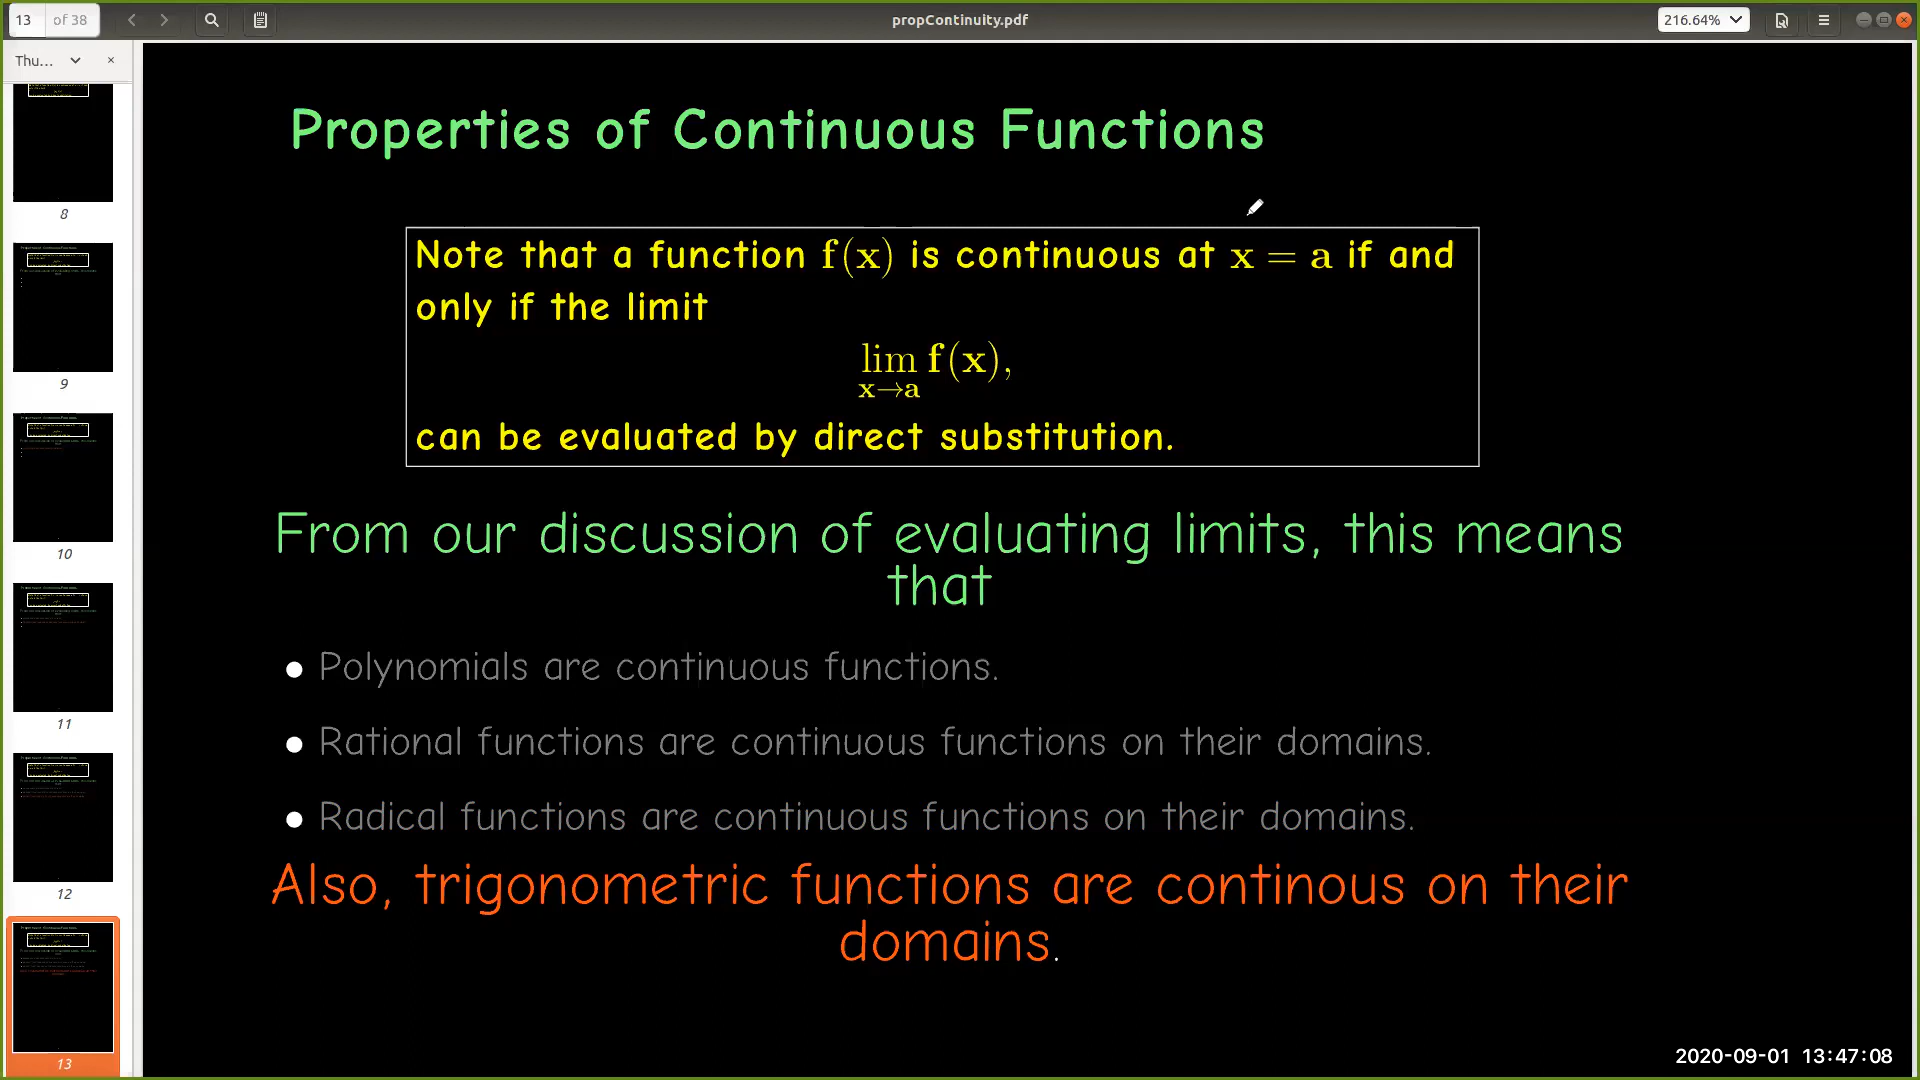 13 of 38
propContinuity.pdf
216.64%
Thu...
8
9
10
11
12
13
Properties of Continuous Functions
Note that a function f(x) is continuous at x = a if and
only if the limit
lim f(x),
x→a
can be evaluated by direct substitution.
From our discussion of evaluating limits, this means
that
• Polynomials are continuous functions.
• Rational functions are continuous functions on their domains.
• Radical functions are continuous functions on their domains.
Also, trigonometric functions are continous on their
domains.
2020-09-01 13:47:08